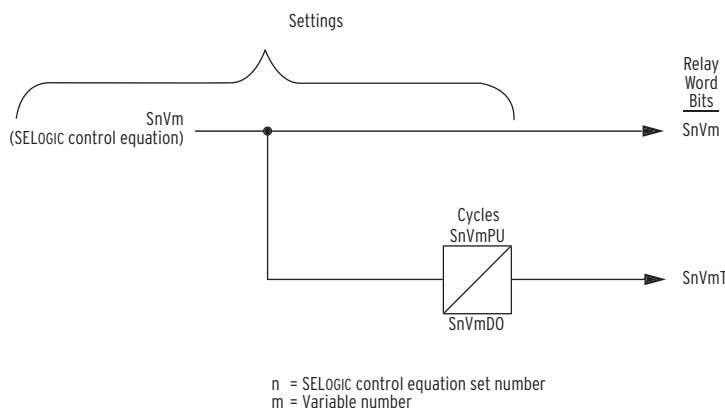 Settings
Relay
Word
Bits
SnVm
(SELOGIC control equation)
SnVm
Cycles
SnVmPU
SnVmDO
SnVmT
n = SELOGIC control equation set number
m = Variable number